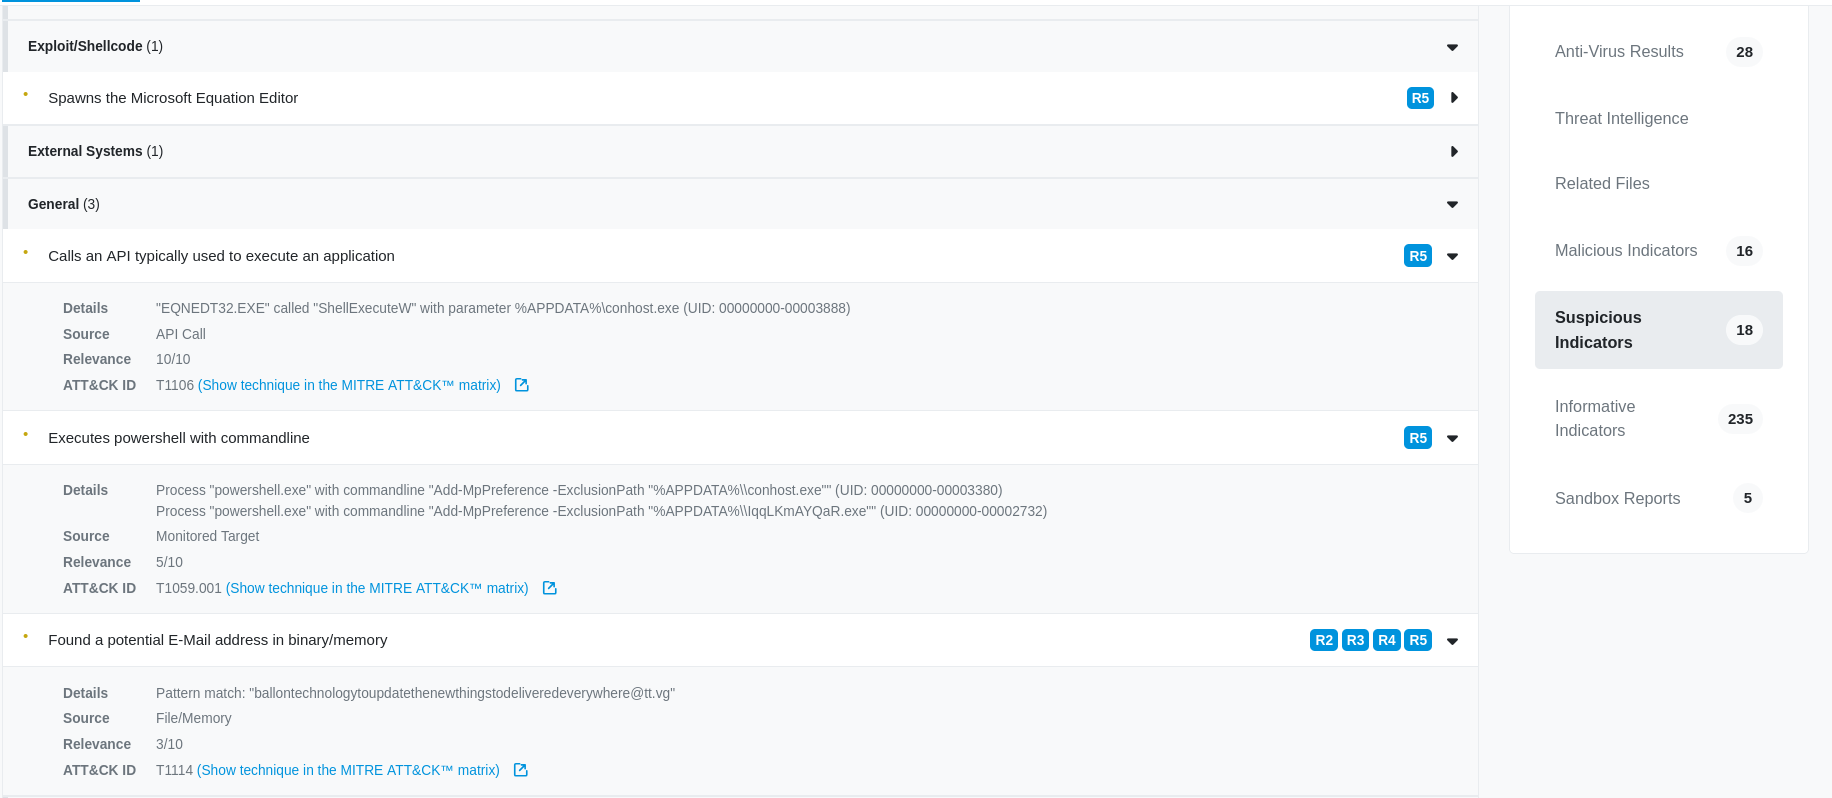 Exploit/Shellcode (1)
Spawns the Microsoft Equation Editor R5
External Systems (1)
General (3)
Calls an API typically used to execute an application R5
Details "EQNEDT32.EXE" called "ShellExecuteW" with parameter %APPDATA%\conhost.exe (UID: 00000000-00003888)
Source API Call
Relevance 10/10
ATT&CK ID T1106 (Show technique in the MITRE ATT&CK™ matrix)
Executes powershell with commandline R5
Details Process "powershell.exe" with commandline "Add-MpPreference -ExclusionPath "%APPDATA%\\conhost.exe"" (UID: 00000000-00003380)
Process "powershell.exe" with commandline "Add-MpPreference -ExclusionPath "%APPDATA%\\IqqLKmAYQaR.exe"" (UID: 00000000-00002732)
Source Monitored Target
Relevance 5/10
ATT&CK ID T1059.001 (Show technique in the MITRE ATT&CK™ matrix)
Found a potential E-Mail address in binary/memory R2 R3 R4 R5
Details Pattern match: "ballontechnologytoupdatethenewthingstodeliveredeverywhere@tt.vg"
Source File/Memory
Relevance 3/10
ATT&CK ID T1114 (Show technique in the MITRE ATT&CK™ matrix)
Anti-Virus Results 28
Threat Intelligence
Related Files
Malicious Indicators 16
Suspicious
Indicators 18
Informative
Indicators 235
Sandbox Reports 5